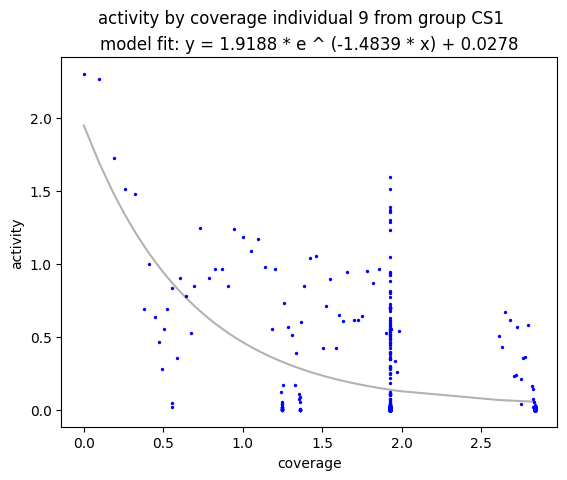 activity by coverage individual 9 from group CS1
model fit: y = 1.9188 * e ^ (-1.4839 * x) + 0.0278
activity
2.0
1.5
1.0
0.5
0.0
0.0 0.5 1.0 1.5 2.0 2.5
coverage